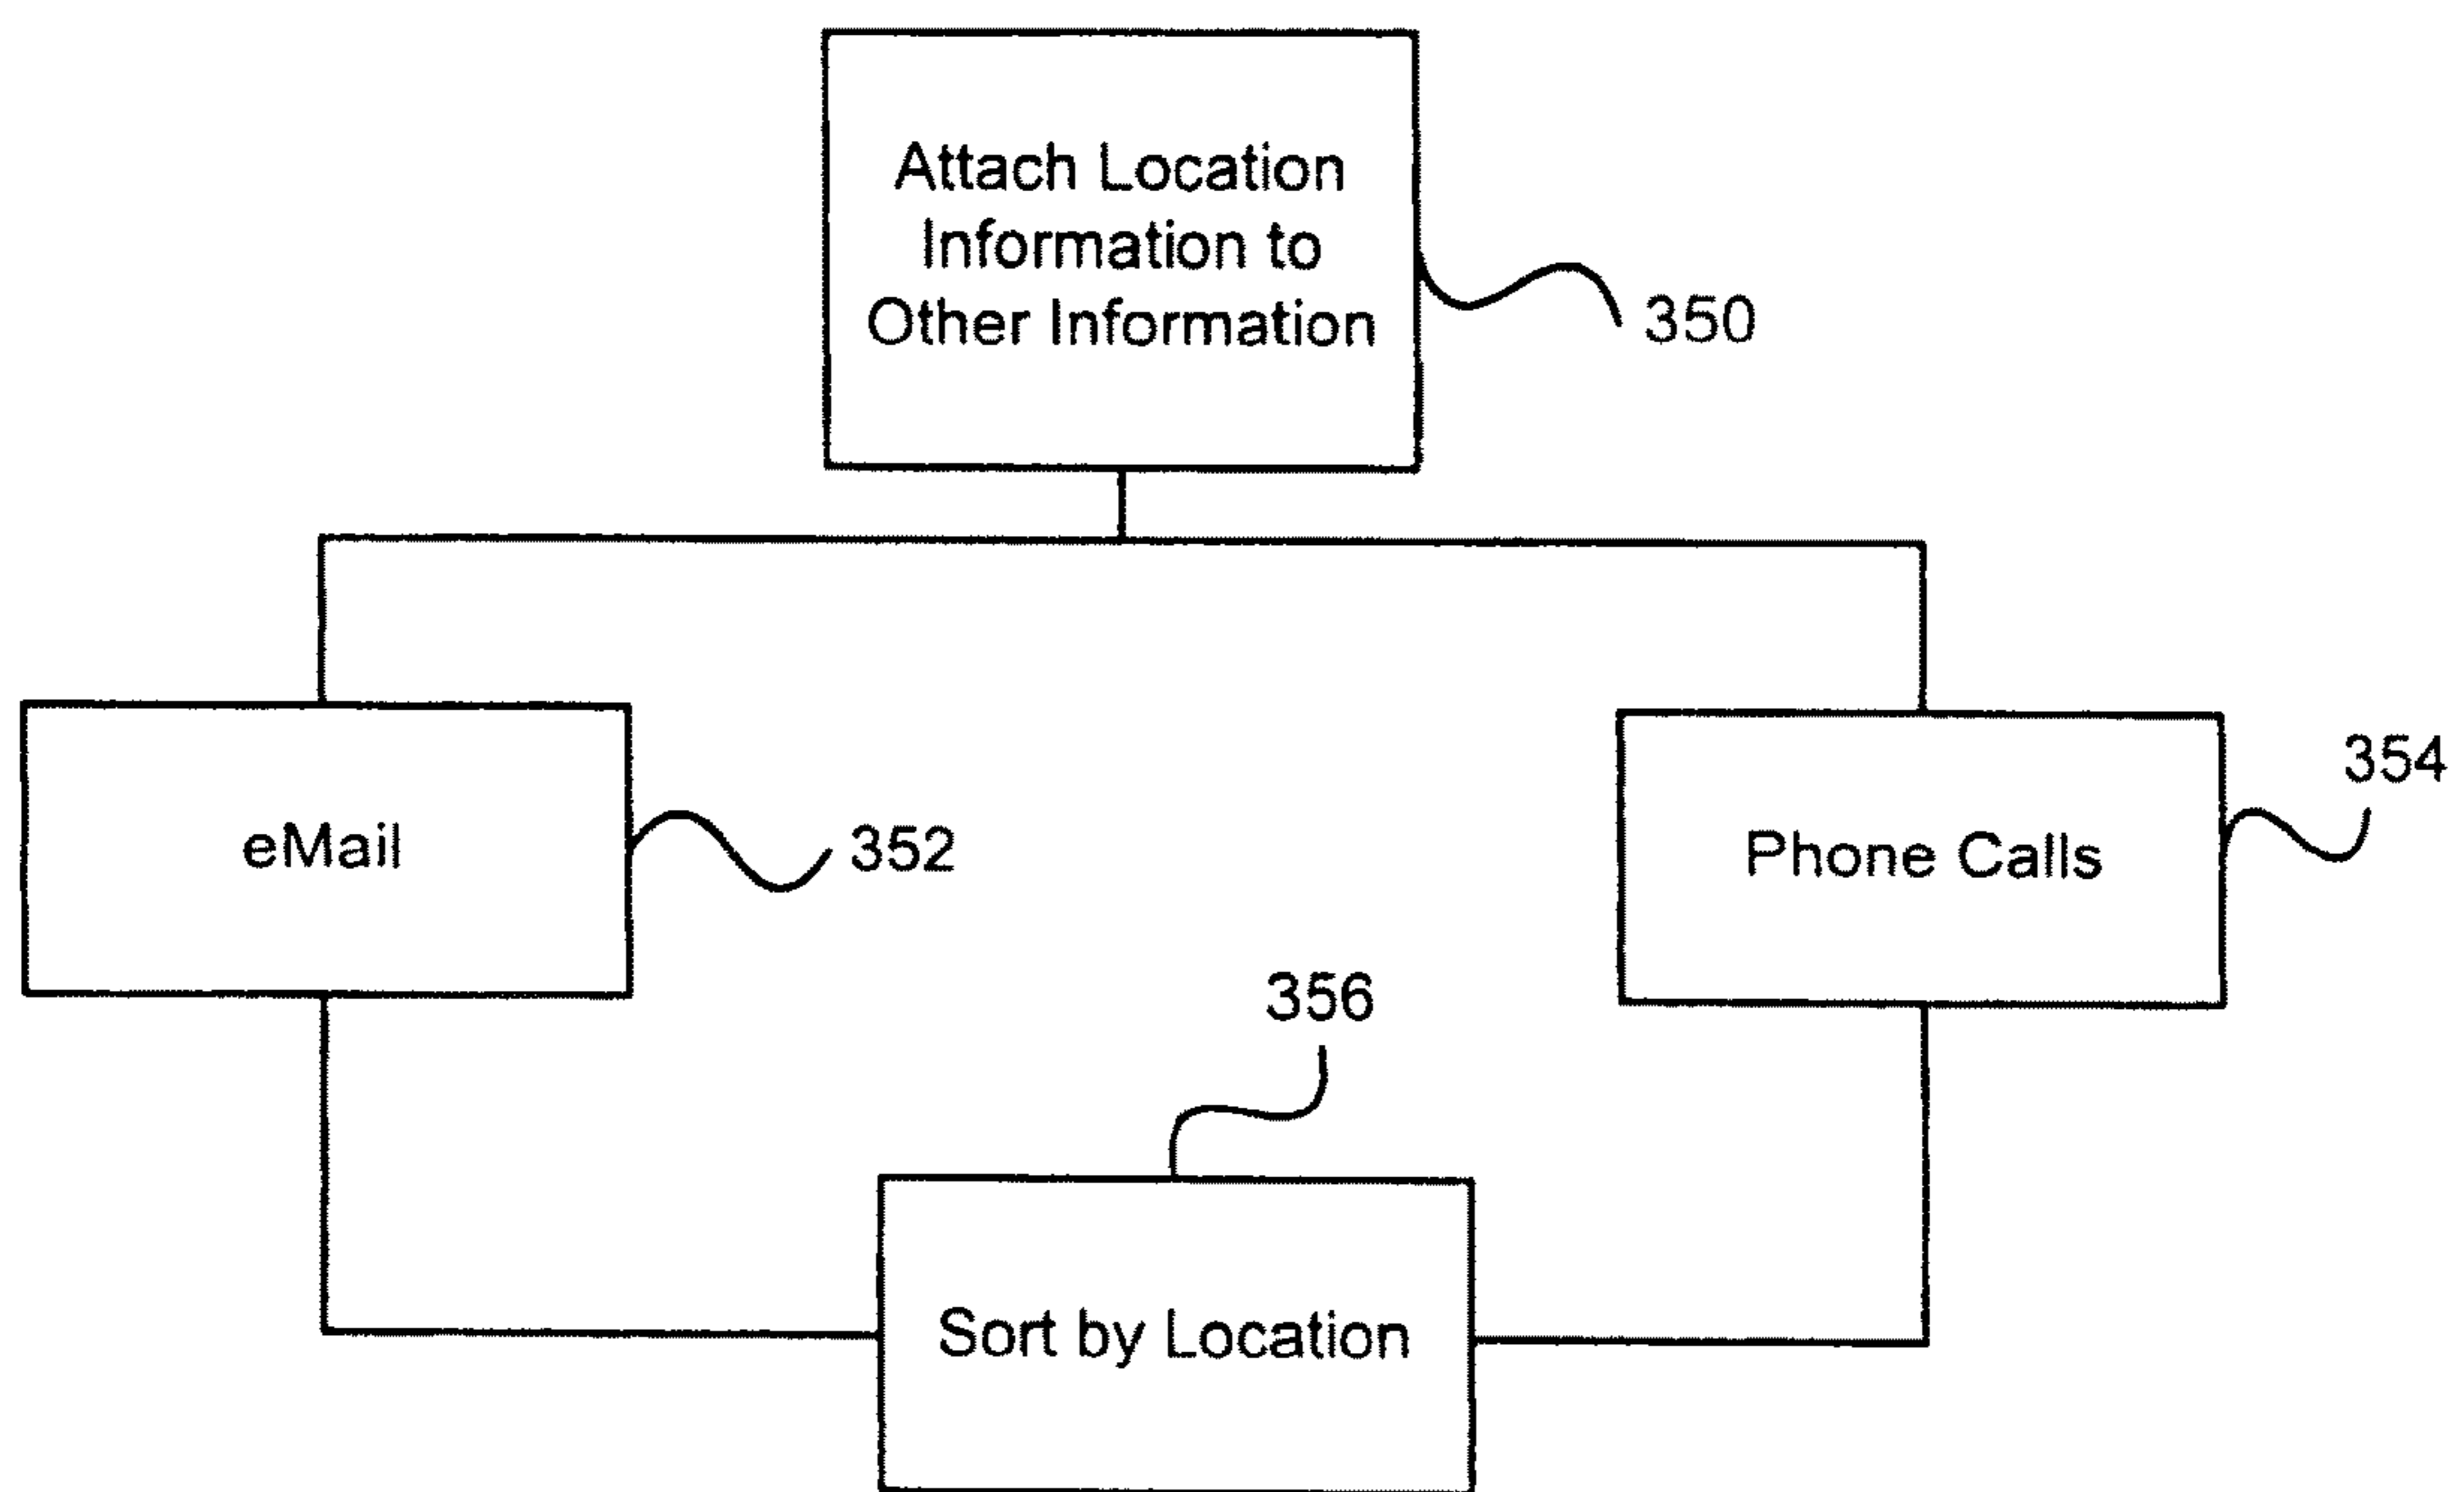 Attach Location
Information to
Other Information
350
eMail
352
Phone Calls
354
356
Sort by Location